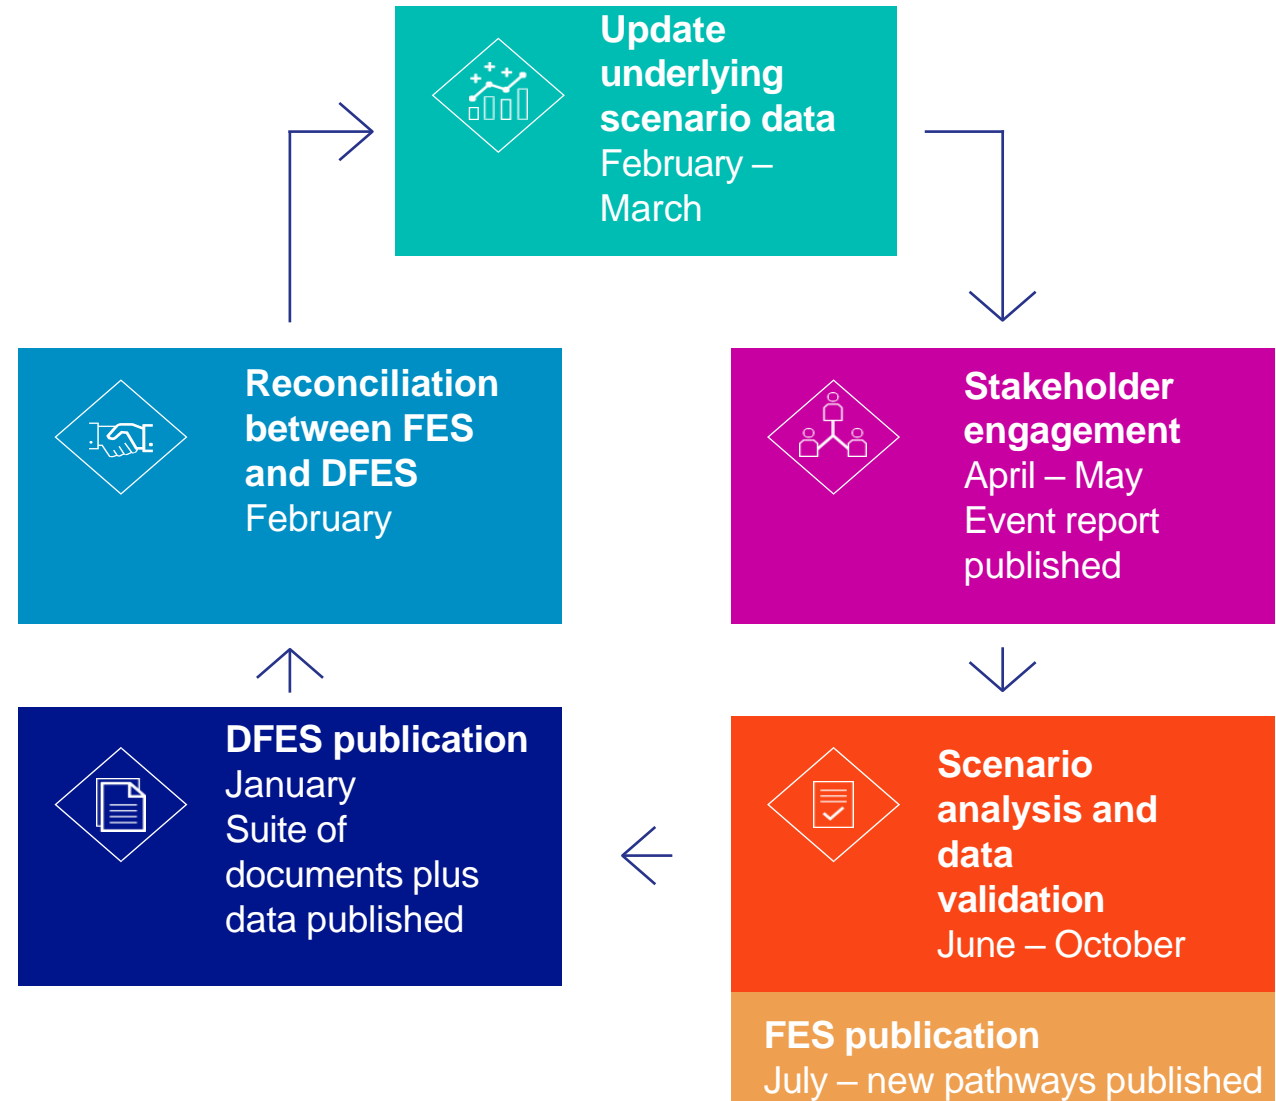 Update
underlying
scenario data
February –
March
Stakeholder
engagement
April – May
Event report
published
Scenario
analysis and
data
validation
June – October
FES publication
July – new pathways published
DFES publication
January
Suite of
documents plus
data published
Reconciliation
between FES
and DFES
February